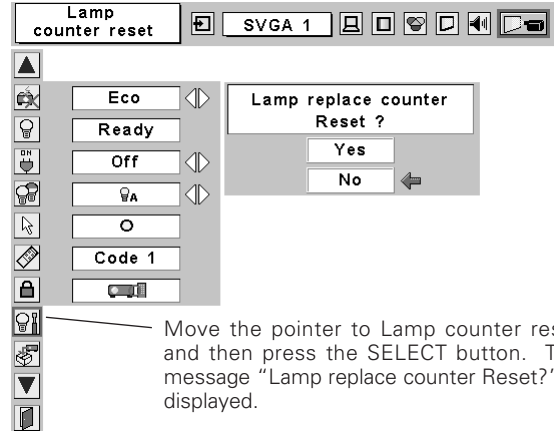 Lamp
counter reset
SVGA 1
Eco
Ready
ON
Off
A
Code 1
Lamp replace counter
Reset ?
Yes
No
Move the pointer to Lamp counter res
and then press the SELECT button. T
message “Lamp replace counter Reset?”
displayed.